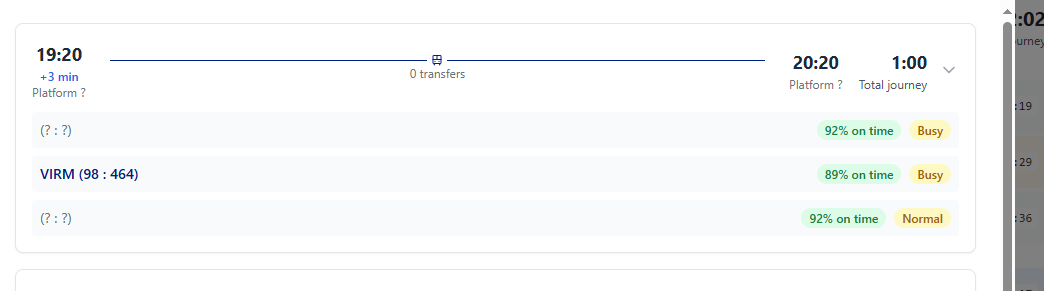 19:20
+3 min
Platform ?
0 transfers
20:20
Platform ?
1:00
Total journey
(? : ?)
92% on time
Busy
VIRM (98 : 464)
89% on time
Busy
(? : ?)
92% on time
Normal
:02
urney
:19
:29
:36